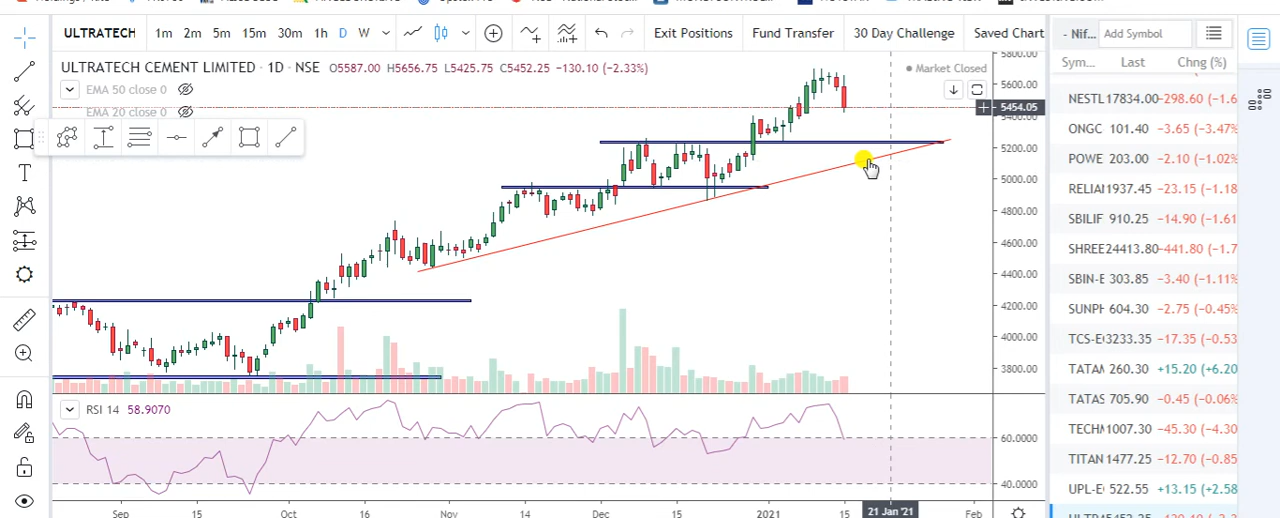 ULTRATECH 1m 2m 5m 15m 30m 1h D W Exit Positions Fund Transfer 30 Day Challenge Saved Chart - Nif... Add Symbol
ULTRATECH CEMENT LIMITED · 1D · NSE O5587.00 H5656.75 L5425.75 C5452.25 −130.10 (−2.33%)
Market Closed
EMA 50 close 0
EMA 20 close 0
5800.00
5600.00
5454.05
5400.00
5200.00
5000.00
4800.00
4600.00
4400.00
4200.00
4000.00
3800.00
RSI 14 58.9070
60.0000
40.0000
Sep 15 Oct 16 Nov 14 Dec 15 2021 15 21 Jan '21 Feb
Sym... Last Chng (%)
NESTL 17834.00 -298.60 (-1.6
ONGC 101.40 -3.65 (-3.47%
POWE 203.00 -2.10 (-1.02%
RELIAI 1937.45 -23.15 (-1.18
SBILIF 910.25 -14.90 (-1.61
SHREE 24413.80 -441.80 (-1.7
SBIN-E 303.85 -3.40 (-1.11%
SUNPH 604.30 -2.75 (-0.45%
TCS-E( 3233.35 -17.35 (-0.53
TATAM 260.30 +15.20 (+6.20
TATAS 705.90 -0.45 (-0.06%
TECHM 1007.30 -45.30 (-4.30
TITAN 1477.25 -12.70 (-0.85
UPL-E( 522.55 +13.15 (+2.58